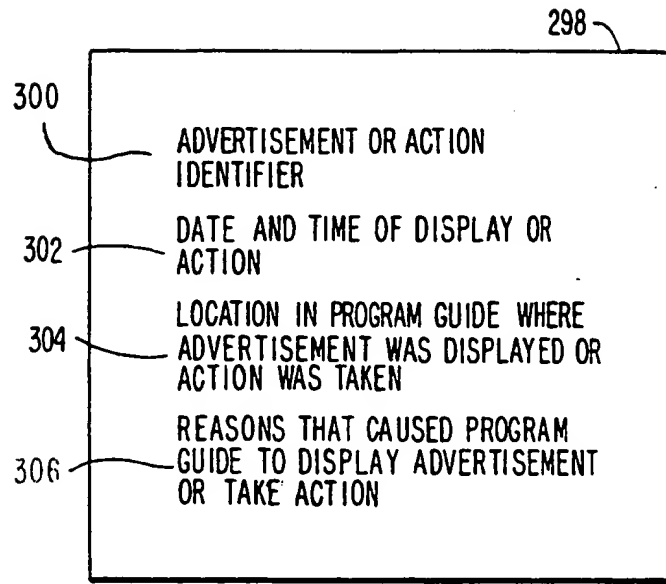 298
300
ADVERTISEMENT OR ACTION
IDENTIFIER
302
DATE AND TIME OF DISPLAY OR
ACTION
304
LOCATION IN PROGRAM GUIDE WHERE
ADVERTISEMENT WAS DISPLAYED OR
ACTION WAS TAKEN
306
REASONS THAT CAUSED PROGRAM
GUIDE TO DISPLAY ADVERTISEMENT
OR TAKE ACTION